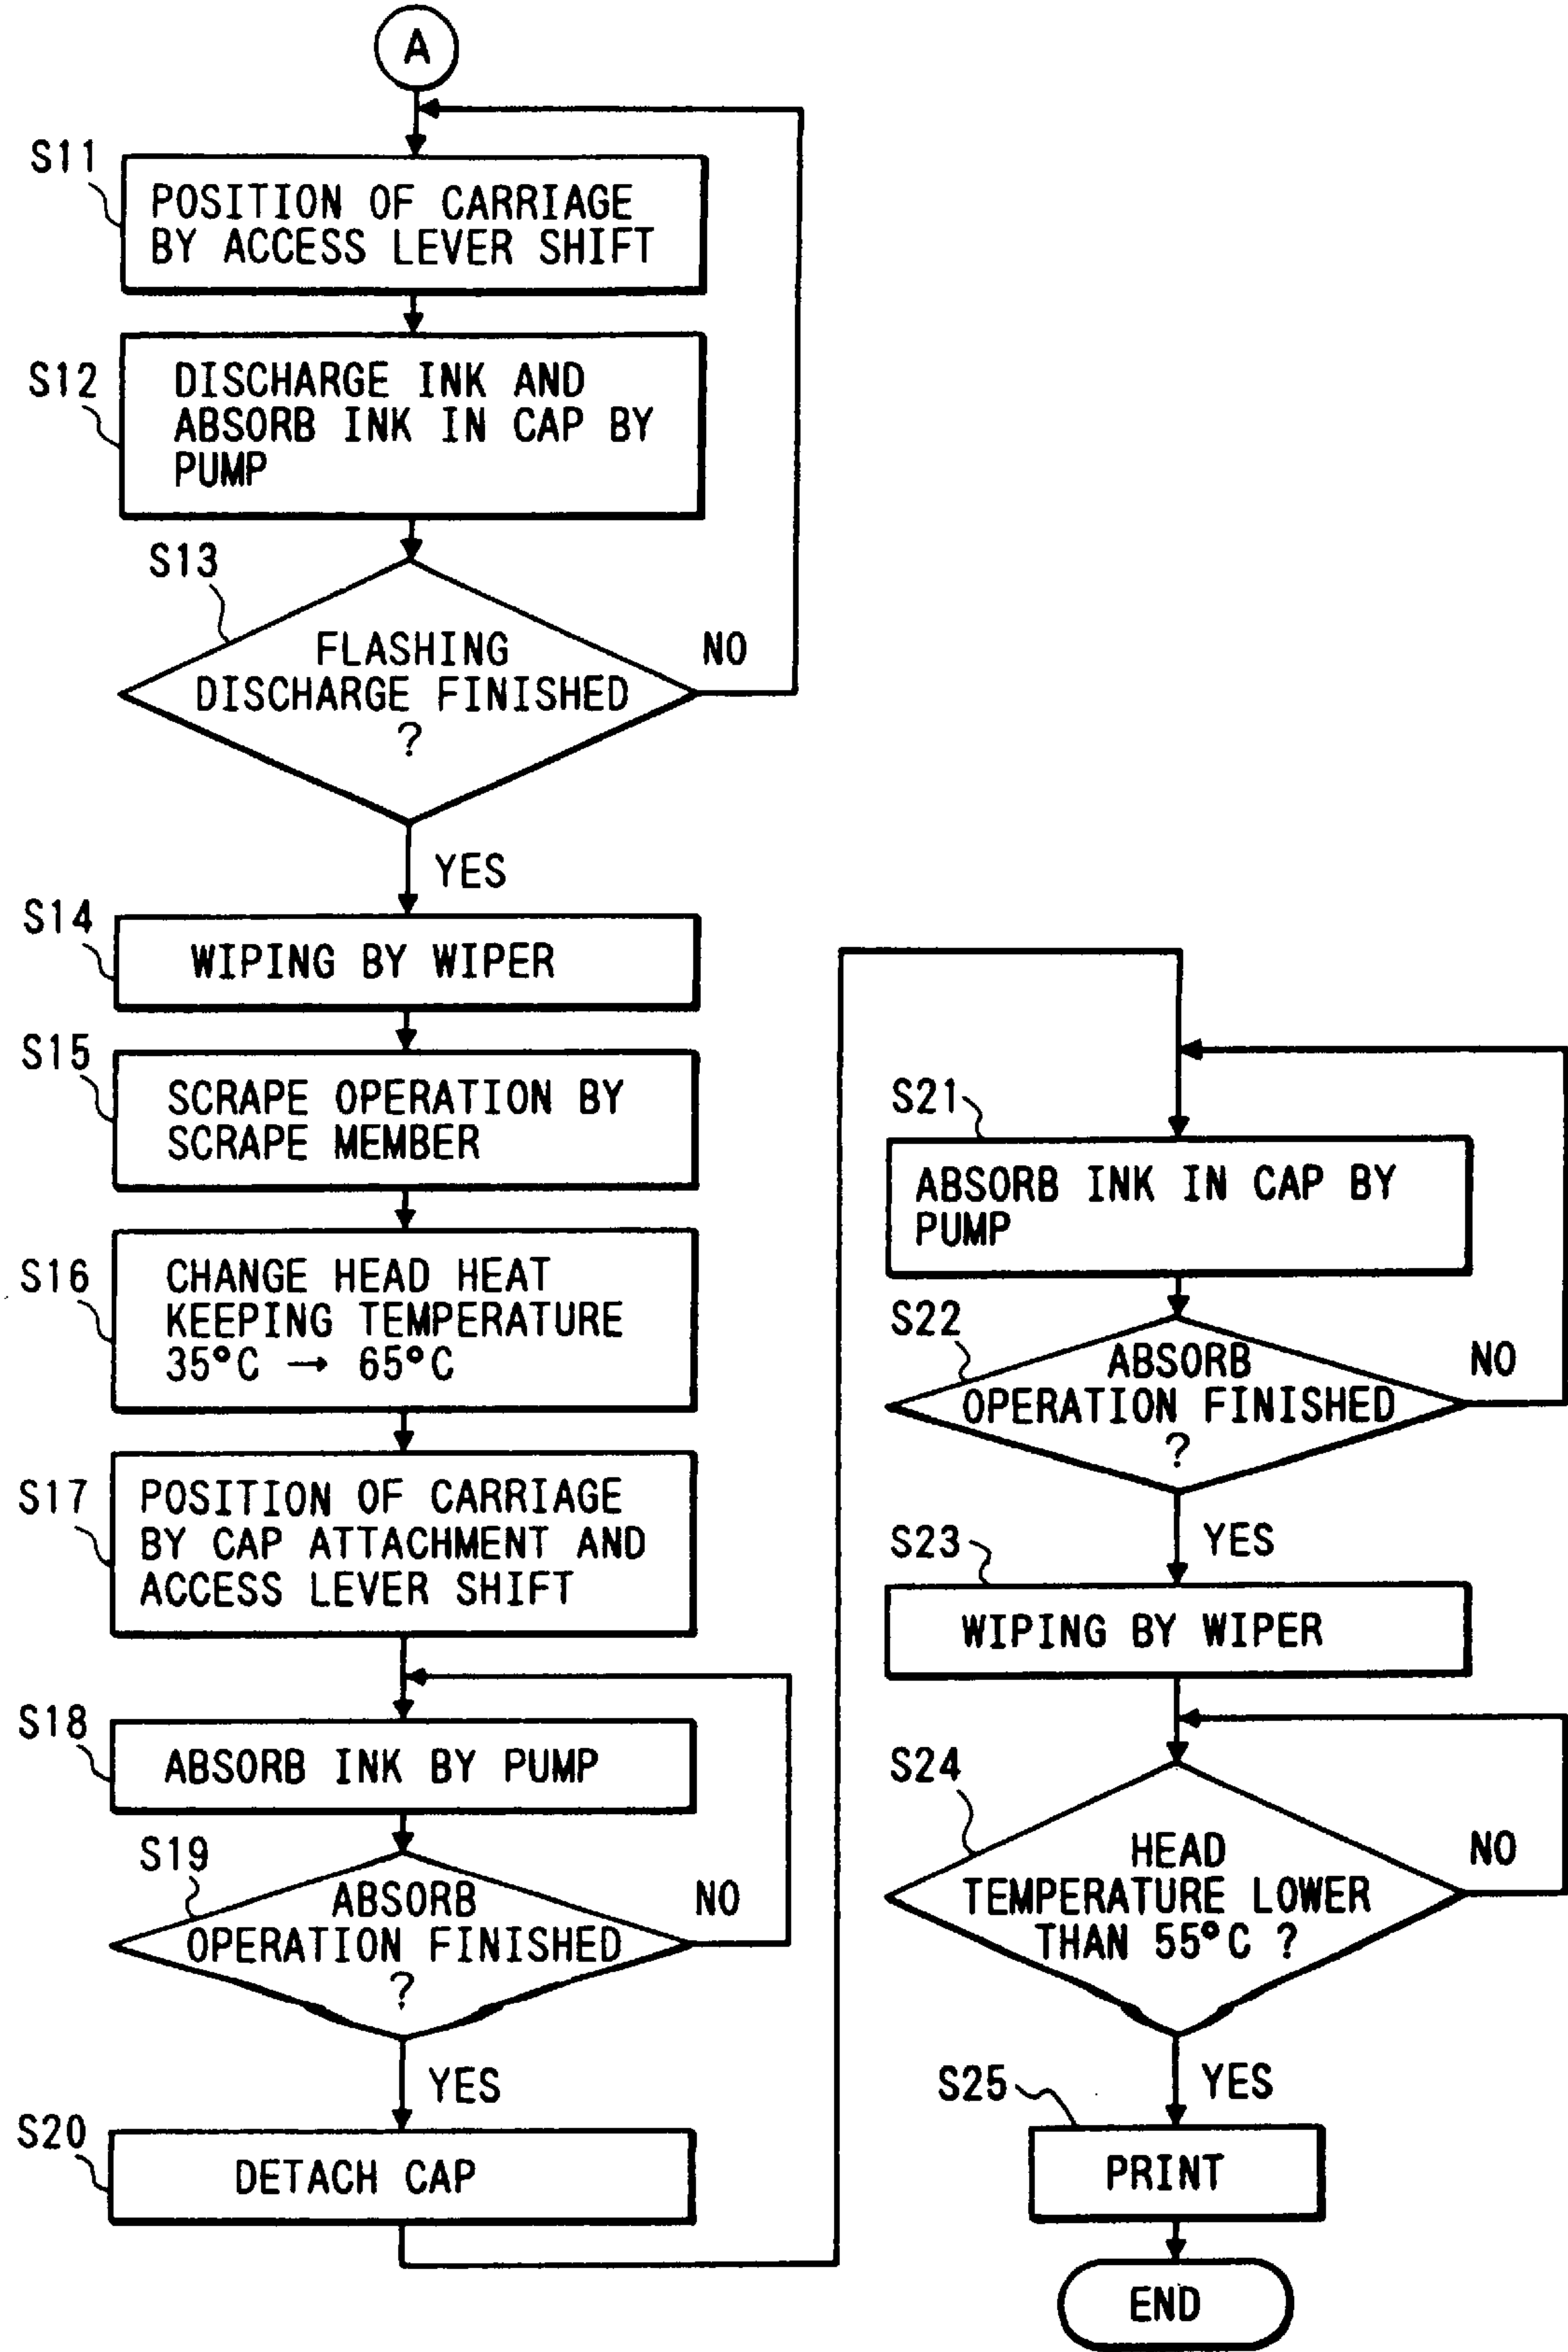 A
S11
POSITION OF CARRIAGE
BY ACCESS LEVER SHIFT
S12
DISCHARGE INK AND
ABSORB INK IN CAP BY
PUMP
S13
FLASHING
DISCHARGE FINISHED
?
NO
YES
S14
WIPING BY WIPER
S15
SCRAPE OPERATION BY
SCRAPE MEMBER
S16
CHANGE HEAD HEAT
KEEPING TEMPERATURE
35°C → 65°C
S17
POSITION OF CARRIAGE
BY CAP ATTACHMENT AND
ACCESS LEVER SHIFT
S18
ABSORB INK BY PUMP
S19
ABSORB
OPERATION FINISHED
?
NO
YES
S20
DETACH CAP
S21
ABSORB INK IN CAP BY
PUMP
S22
ABSORB
OPERATION FINISHED
?
NO
YES
S23
WIPING BY WIPER
S24
HEAD
TEMPERATURE LOWER
THAN 55°C ?
NO
YES
S25
PRINT
END